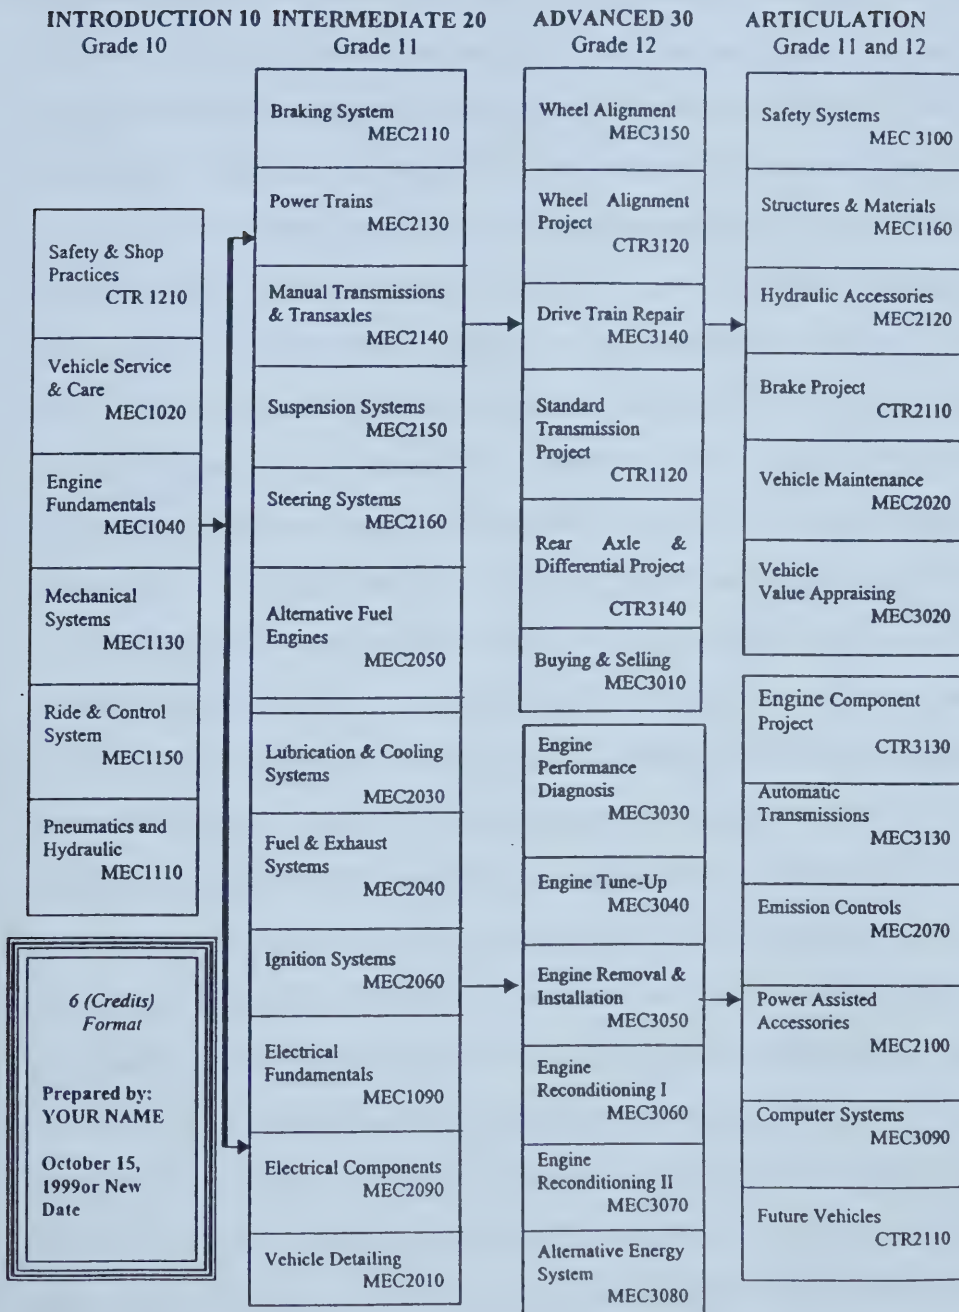 INTRODUCTION 10 INTERMEDIATE 20 ADVANCED 30 ARTICULATION
Grade 10 Grade 11 Grade 12 Grade 11 and 12
Safety & Shop
Practices
CTR 1210
Vehicle Service
& Care
MEC1020
Engine
Fundamentals
MEC1040
Mechanical
Systems
MEC1130
Ride & Control
System
MEC1150
Pneumatics and
Hydraulic
MEC1110
6 (Credits)
Format
Prepared by:
YOUR NAME
October 15,
1999or New
Date
Braking System
MEC2110
Power Trains
MEC2130
Manual Transmissions
& Transaxles
MEC2140
Suspension Systems
MEC2150
Steering Systems
MEC2160
Alternative Fuel
Engines
MEC2050
Lubrication & Cooling
Systems
MEC2030
Fuel & Exhaust
Systems
MEC2040
Ignition Systems
MEC2060
Electrical
Fundamentals
MEC1090
Electrical Components
MEC2090
Vehicle Detailing
MEC2010
Wheel Alignment
MEC3150
Wheel Alignment
Project
CTR3120
Drive Train Repair
MEC3140
Standard
Transmission
Project
CTR1120
Rear Axle &
Differential Project
CTR3140
Buying & Selling
MEC3010
Engine
Performance
Diagnosis
MEC3030
Engine Tune-Up
MEC3040
Engine Removal &
Installation
MEC3050
Engine
Reconditioning I
MEC3060
Engine
Reconditioning II
MEC3070
Alternative Energy
System
MEC3080
Safety Systems
MEC 3100
Structures & Materials
MEC1160
Hydraulic Accessories
MEC2120
Brake Project
CTR2110
Vehicle Maintenance
MEC2020
Vehicle
Value Appraising
MEC3020
Engine Component
Project
CTR3130
Automatic
Transmissions
MEC3130
Emission Controls
MEC2070
Power Assisted
Accessories
MEC2100
Computer Systems
MEC3090
Future Vehicles
CTR2110